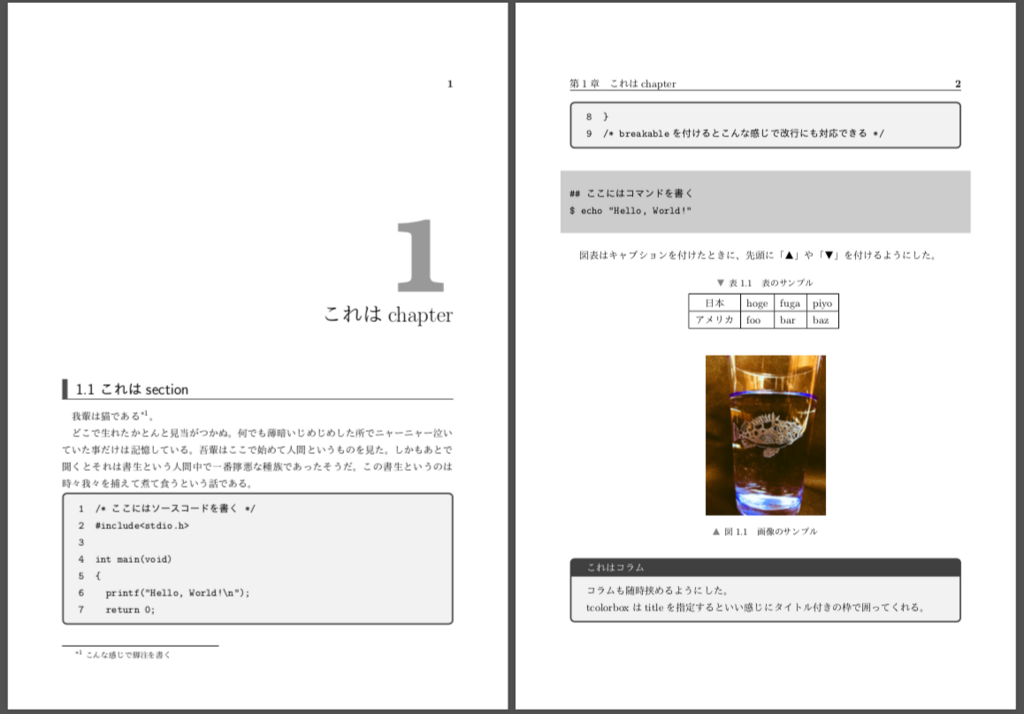 1
1
これは chapter
1.1 これは section
我輩は猫である*1。
どこで生れたかとんと見当がつかぬ。何でも薄暗いじめじめした所でニャーニャー泣い
ていた事だけは記憶している。吾輩はここで始めて人間というものを見た。しかもあとで
聞くとそれは書生という人間中で一番獰悪な種族であったそうだ。この書生というのは
時々我々を捕えて煮て食うという話である。
1 /* ここにはソースコードを書く */
2 #include<stdio.h>
3
4 int main(void)
5 {
6   printf("Hello, World!\n");
7   return 0;
*1 こんな感じで脚注を書く
第 1 章　これは chapter 2
8 }
9 /* breakable を付けるとこんな感じで改行にも対応できる */
## ここにはコマンドを書く
$ echo "Hello, World!"
図表はキャプションを付けたときに、先頭に「▲」や「▼」を付けるようにした。
▼ 表 1.1　表のサンプル
日本 hoge fuga piyo
アメリカ foo bar baz
▲ 図 1.1　画像のサンプル
これはコラム
コラムも随時挟めるようにした。
tcolorbox は title を指定するといい感じにタイトル付きの枠で囲ってくれる。